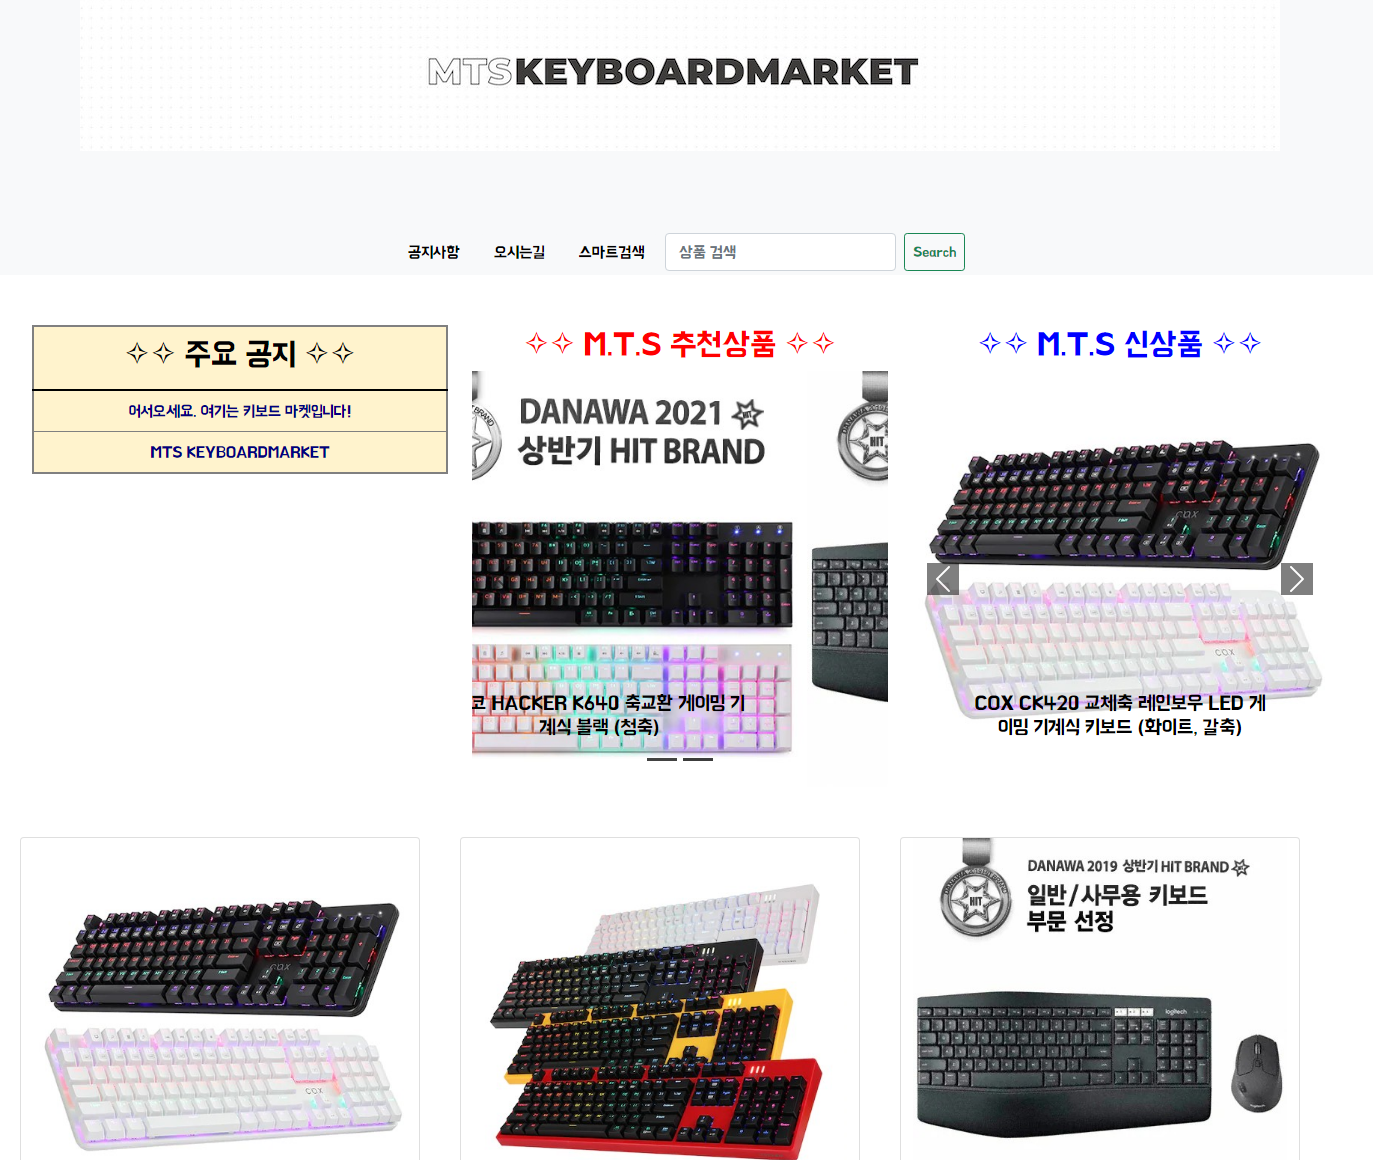 MTSKEYBOARDMARKET
공지사항 오시는길 스마트검색 상품 검색 Search
✧✧ 주요 공지 ✧✧
어서오세요. 여기는 키보드 마켓입니다!
MTS KEYBOARDMARKET
✧✧ M.T.S 추천상품 ✧✧
DANAWA 2021 HIT
상반기 HIT BRAND
HIT
코 HACKER K640 축교환 게이밍 기
계식 블랙 (청축)
✧✧ M.T.S 신상품 ✧✧
cox
cox
COX CK420 교체축 레인보우 LED 게
이밍 기계식 키보드 (화이트, 갈축)
cox
cox
DANAWA 2019 상반기 HIT BRAND
HIT
일반/사무용 키보드
부문 선정
logitech